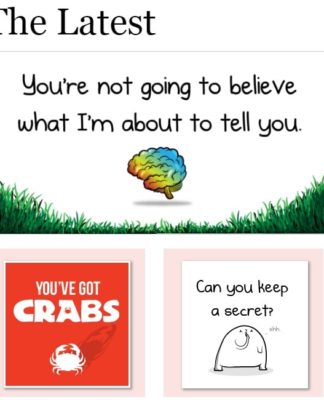 The Latest
You're not going to believe
what I'm about to tell you.
YOU'VE GOT
CRABS
Can you keep
a secret?
shh.